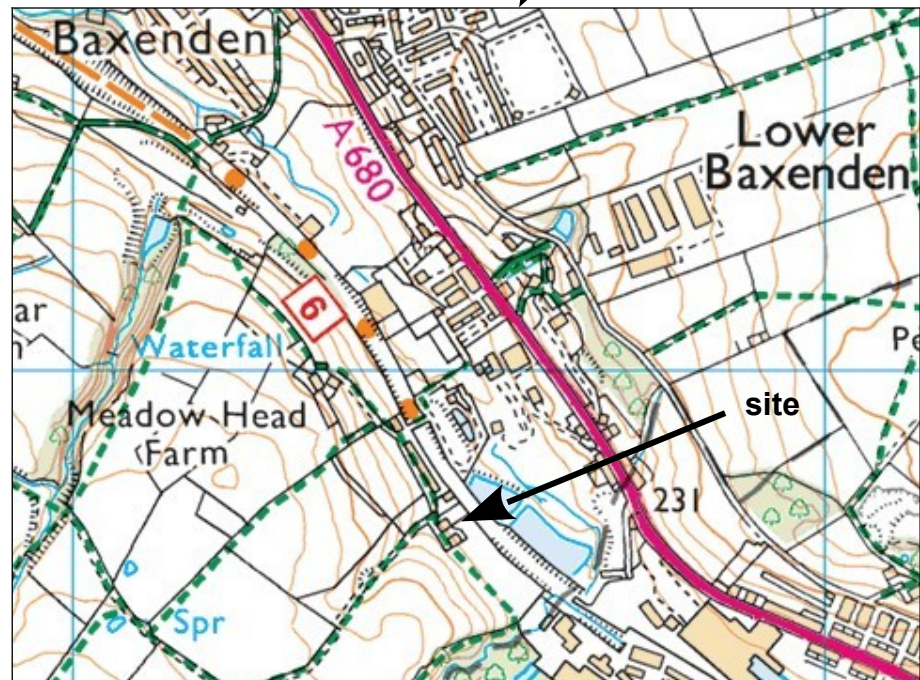 Baxenden
A 680
Lower
Baxenden
6
ar
Waterfall
Pe
Meadow Head
Farm
site
231
Spr